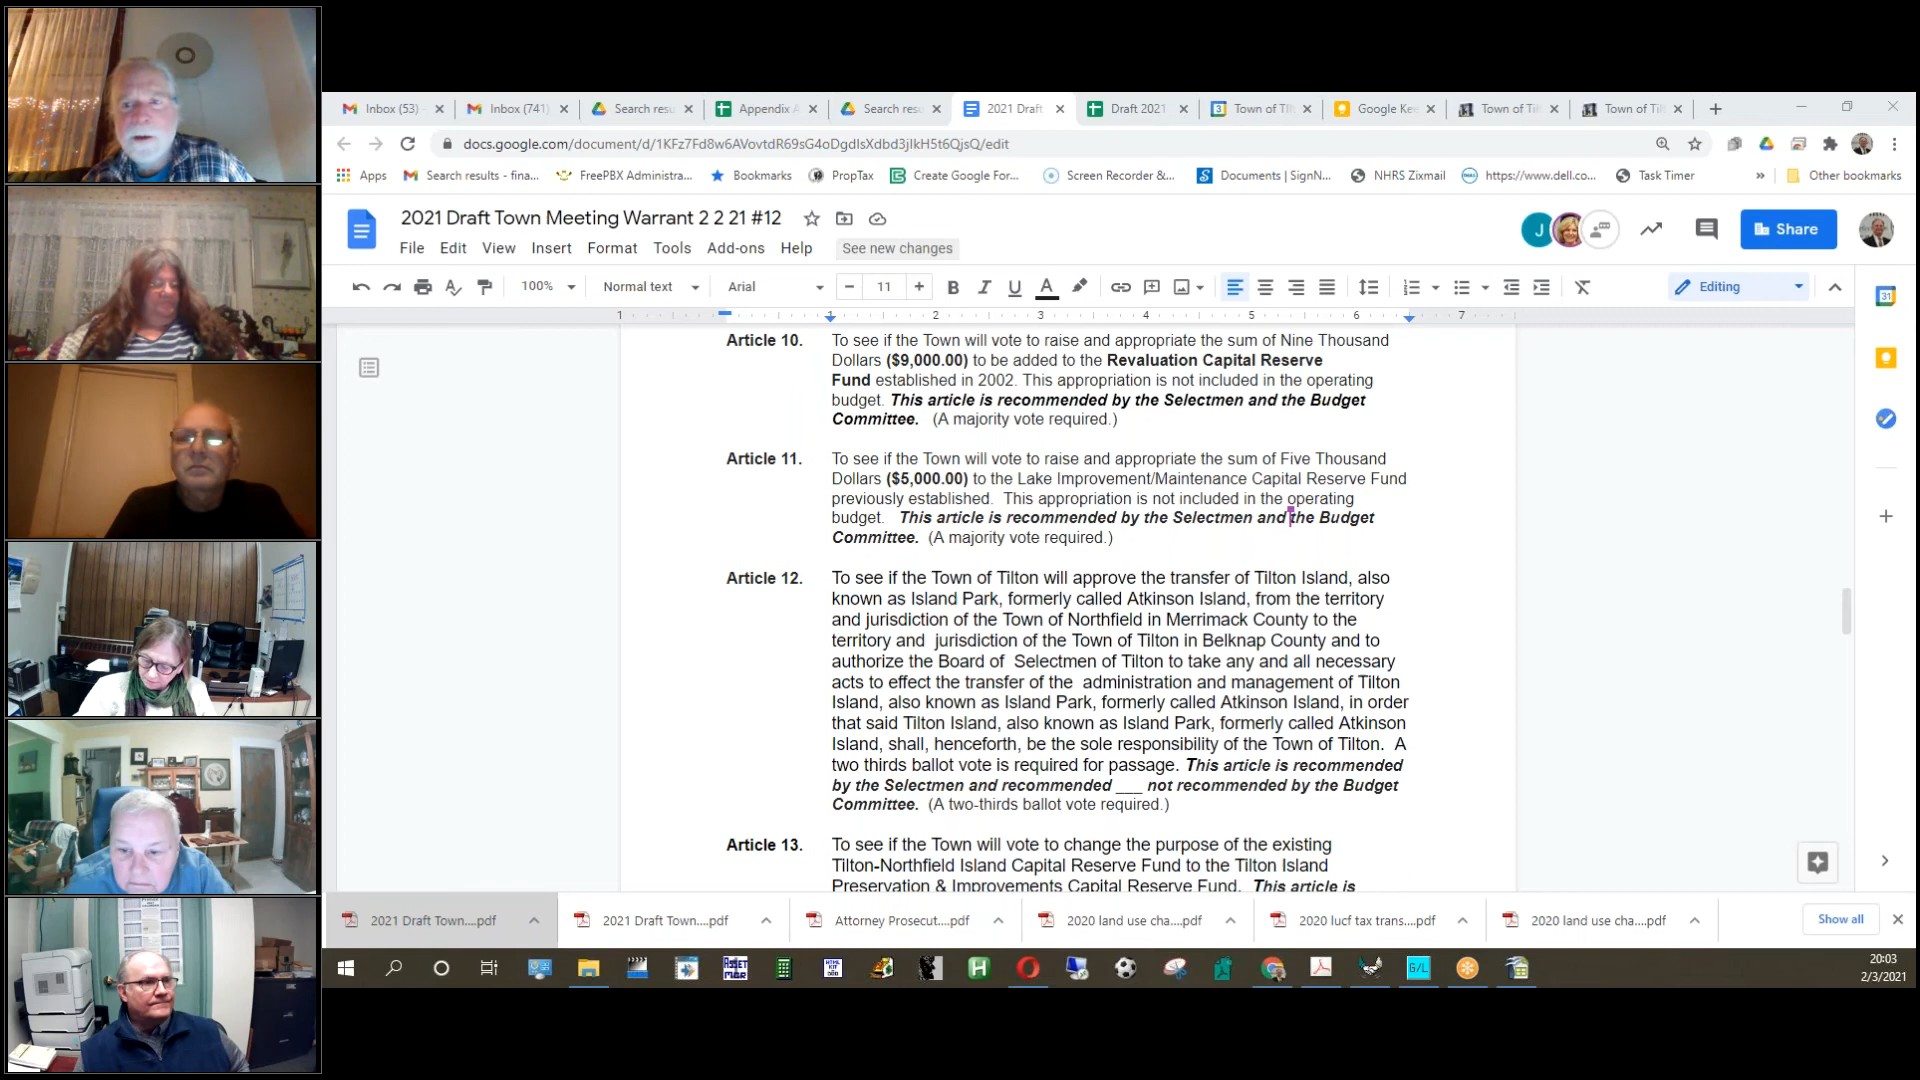 Inbox (53)
Inbox (741)
Search resu
Appendix A
Search resu
2021 Draft
Draft 2021
Town of Tilt
Google Kee
Town of Tilt
Town of Tilt
docs.google.com/document/d/1KFz7Fd8w6AVovtdR69sG4oDgdIsXdbd3jIkH5t6QjsQ/edit
Apps
Search results - fina...
FreePBX Administra...
Bookmarks
PropTax
Create Google For...
Screen Recorder &...
Documents | SignN...
NHRS Zixmail
https://www.dell.co...
Task Timer
»
Other bookmarks
2021 Draft Town Meeting Warrant 2 2 21 #12
J
Share
File Edit View Insert Format Tools Add-ons Help See new changes
100% Normal text Arial 11 B I U A Editing
1 1 2 3 4 5 6 7
31
Article 10. To see if the Town will vote to raise and appropriate the sum of Nine Thousand
Dollars ($9,000.00) to be added to the Revaluation Capital Reserve
Fund established in 2002. This appropriation is not included in the operating
budget. This article is recommended by the Selectmen and the Budget
Committee. (A majority vote required.)
Article 11. To see if the Town will vote to raise and appropriate the sum of Five Thousand
Dollars ($5,000.00) to the Lake Improvement/Maintenance Capital Reserve Fund
previously established. This appropriation is not included in the operating
budget. This article is recommended by the Selectmen and the Budget
Committee. (A majority vote required.)
Article 12. To see if the Town of Tilton will approve the transfer of Tilton Island, also
known as Island Park, formerly called Atkinson Island, from the territory
and jurisdiction of the Town of Northfield in Merrimack County to the
territory and jurisdiction of the Town of Tilton in Belknap County and to
authorize the Board of Selectmen of Tilton to take any and all necessary
acts to effect the transfer of the administration and management of Tilton
Island, also known as Island Park, formerly called Atkinson Island, in order
that said Tilton Island, also known as Island Park, formerly called Atkinson
Island, shall, henceforth, be the sole responsibility of the Town of Tilton. A
two thirds ballot vote is required for passage. This article is recommended
by the Selectmen and recommended ___ not recommended by the Budget
Committee. (A two-thirds ballot vote required.)
Article 13. To see if the Town will vote to change the purpose of the existing
Tilton-Northfield Island Capital Reserve Fund to the Tilton Island
Preservation & Improvements Capital Reserve Fund. This article is
2021 Draft Town....pdf
2021 Draft Town....pdf
Attorney Prosecut....pdf
2020 land use cha....pdf
2020 lucf tax trans....pdf
2020 land use cha....pdf
Show all
ASSET
MGR
H
G/L
20:03
2/3/2021